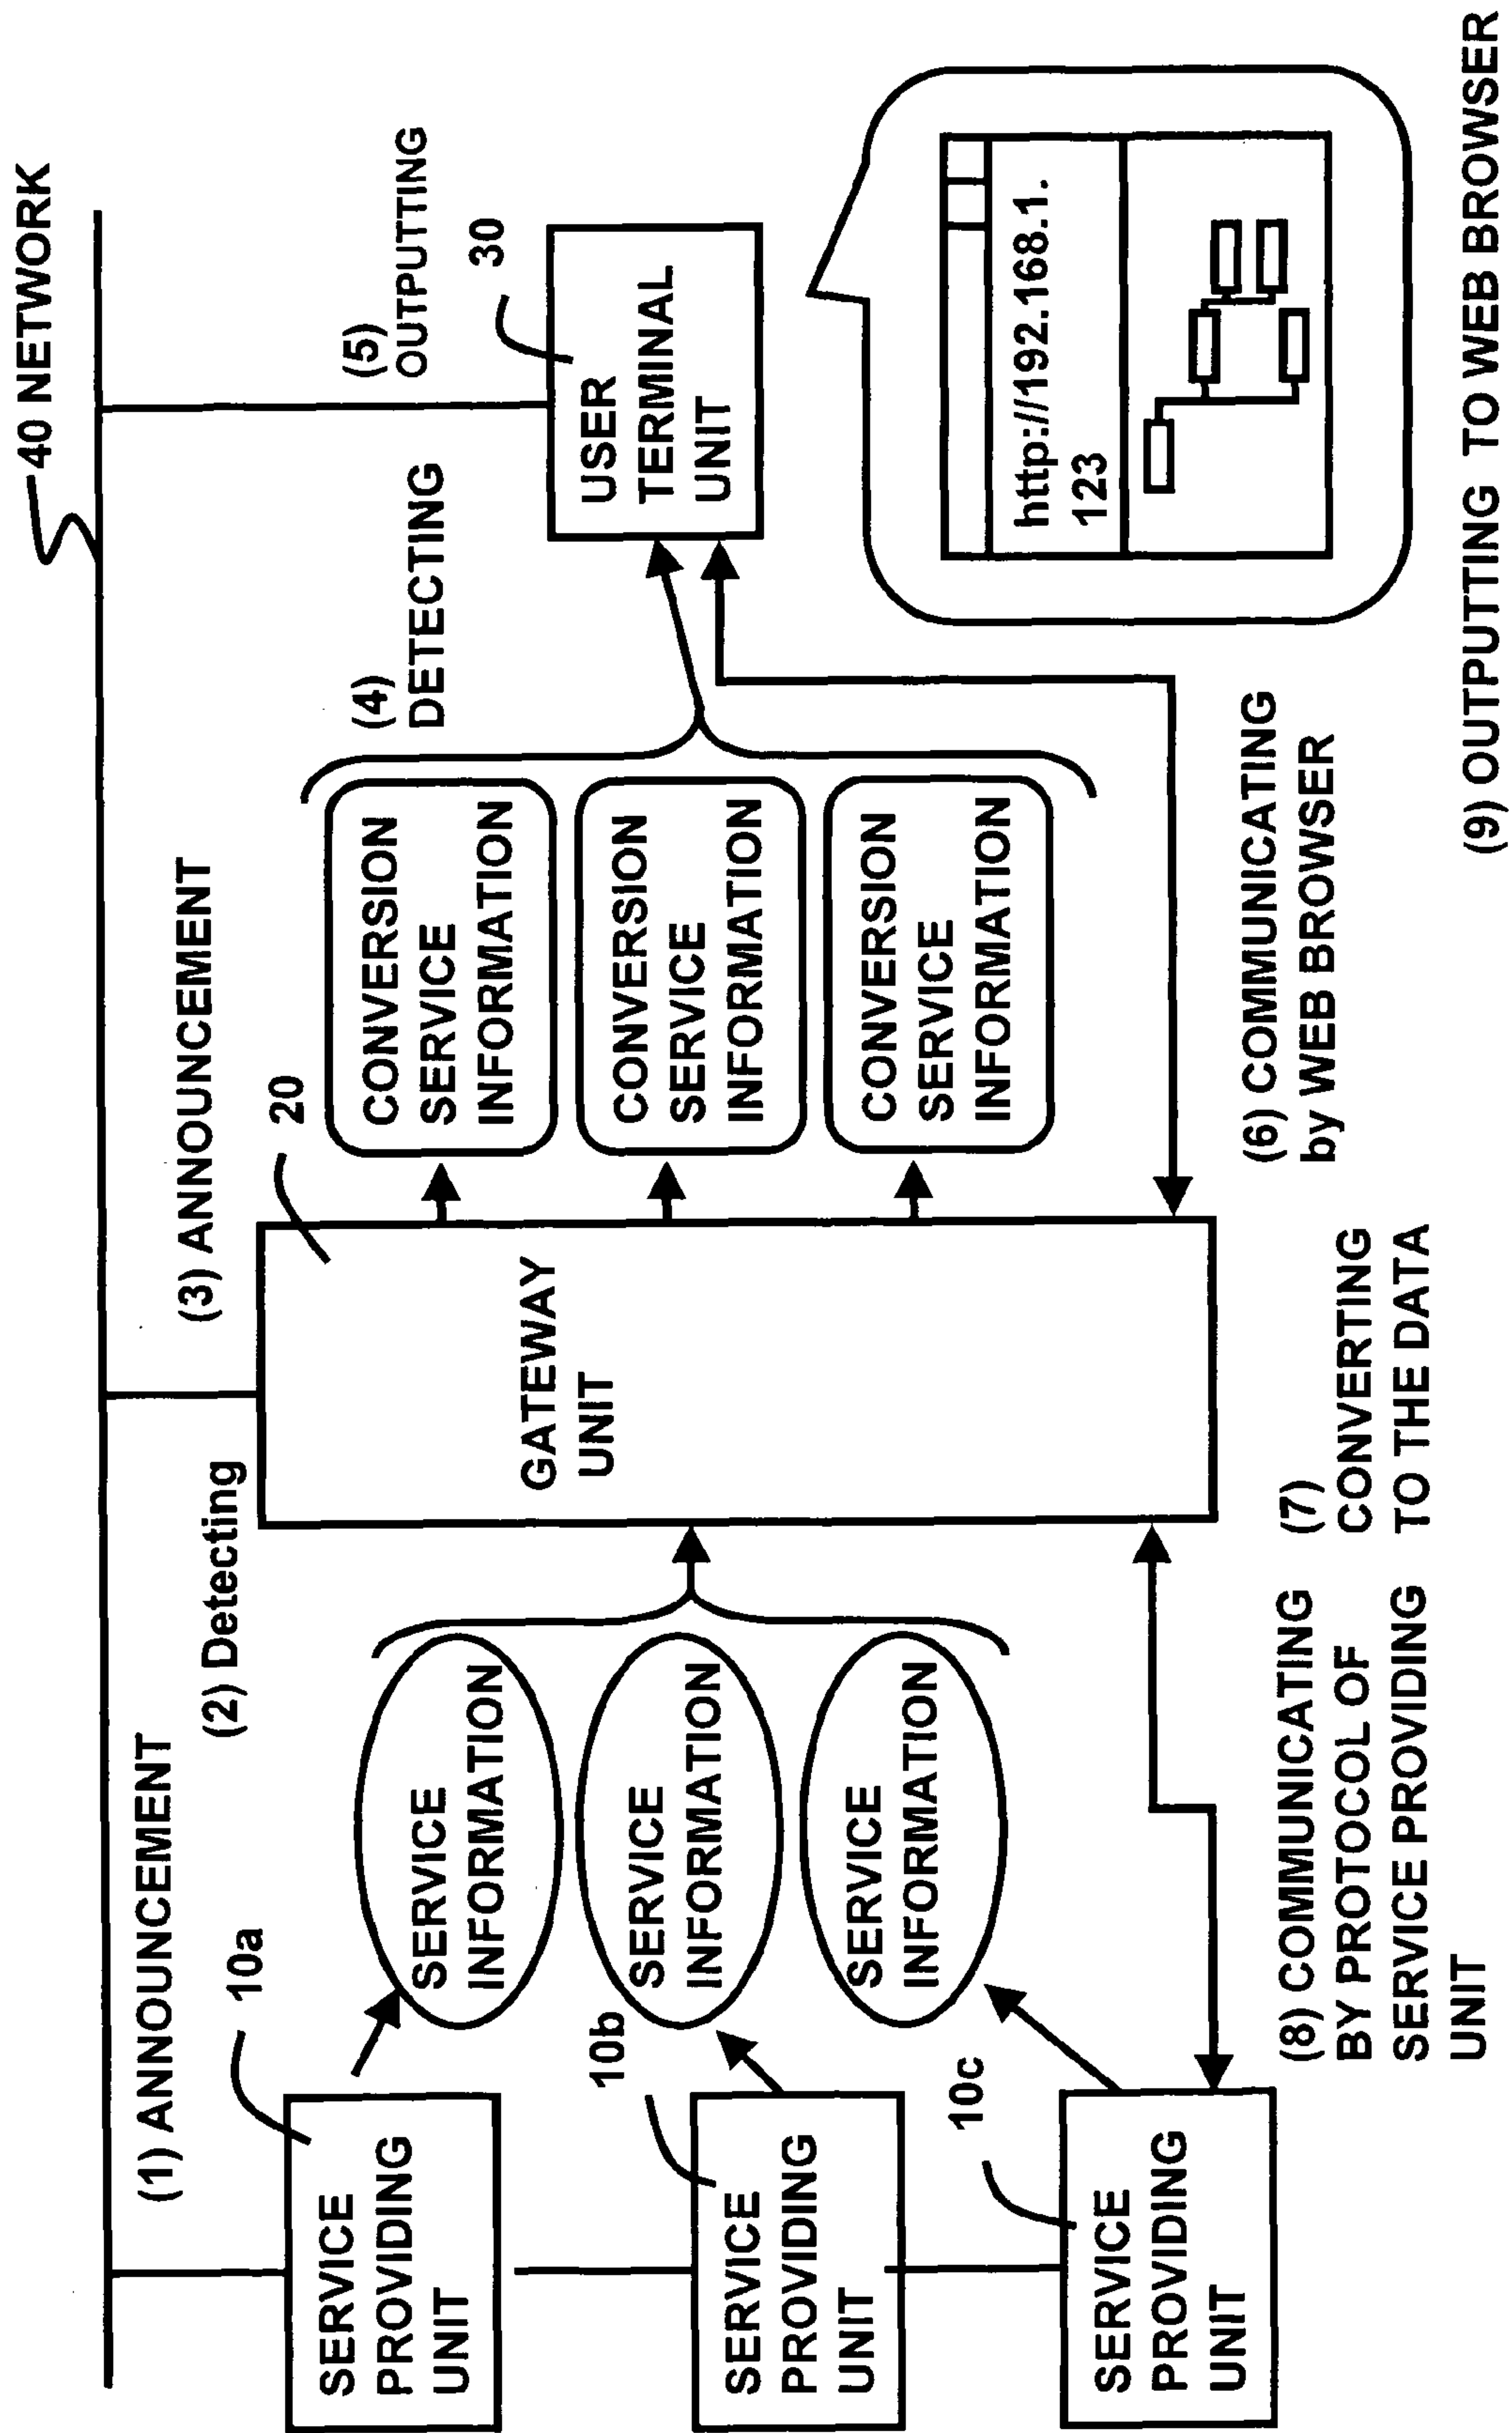 40 NETWORK
(1) ANNOUNCEMENT
(2) Detecting
(3) ANNOUNCEMENT
(4)
DETECTING
(5)
OUTPUTTING
10a
SERVICE
PROVIDING
UNIT
10b
SERVICE
PROVIDING
UNIT
10c
SERVICE
PROVIDING
UNIT
SERVICE
INFORMATION
SERVICE
INFORMATION
SERVICE
INFORMATION
20
GATEWAY
UNIT
CONVERSION
SERVICE
INFORMATION
CONVERSION
SERVICE
INFORMATION
CONVERSION
SERVICE
INFORMATION
30
USER
TERMINAL
UNIT
http://192.168.1.
123
(6) COMMUNICATING
by WEB BROWSER
(7)
CONVERTING
TO THE DATA
(8) COMMUNICATING
BY PROTOCOL OF
SERVICE PROVIDING
UNIT
(9) OUTPUTTING TO WEB BROWSER